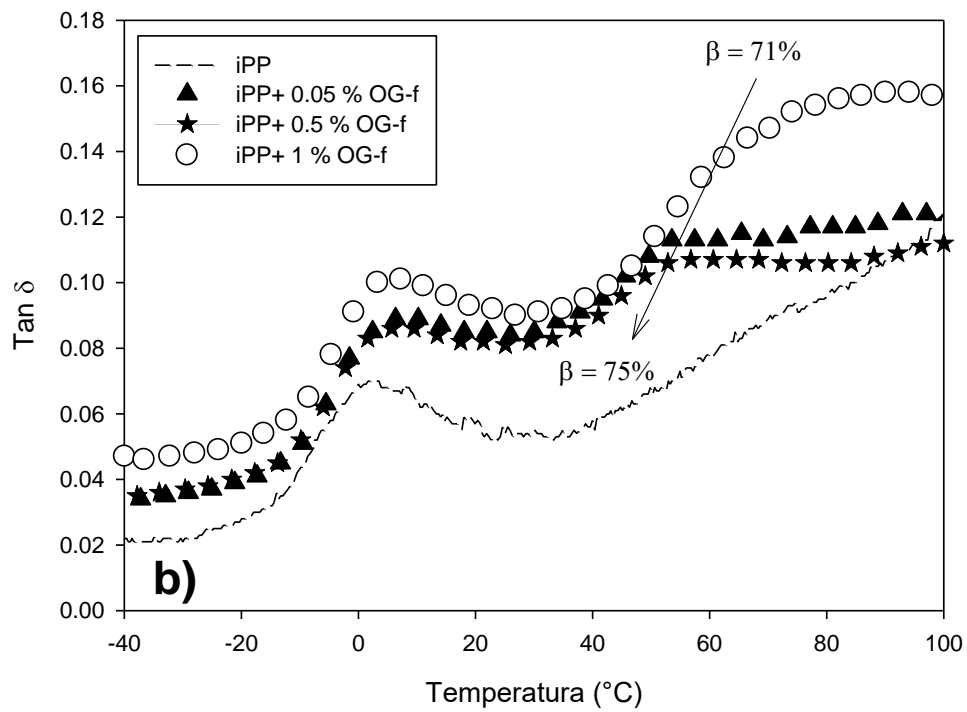 0.18
0.16
0.14
0.12
0.10
0.08
0.06
0.04
0.02
0.00
Tan δ
iPP
iPP+ 0.05 % OG-f
iPP+ 0.5 % OG-f
iPP+ 1 % OG-f
β = 71%
β = 75%
b)
-40 -20 0 20 40 60 80 100
Temperatura (°C)